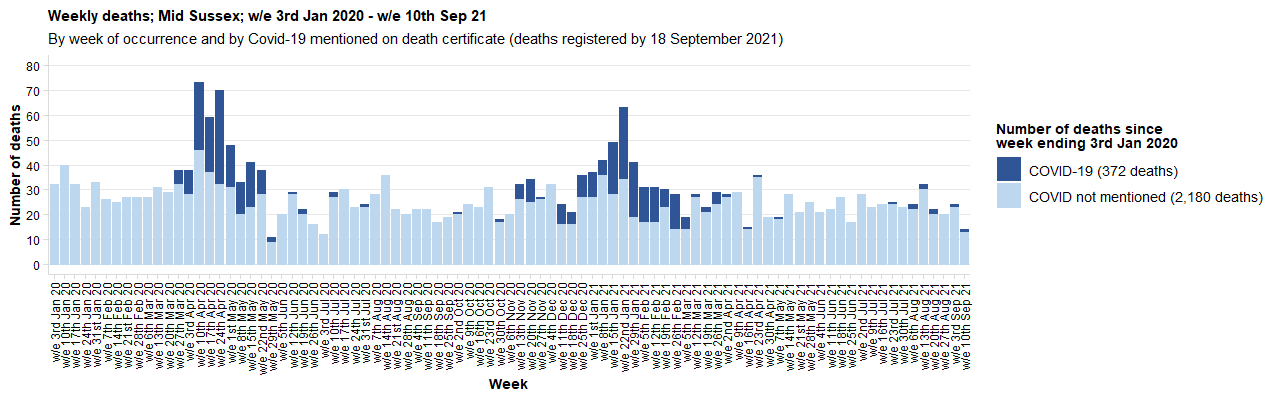 Weekly deaths; Mid Sussex; w/e 3rd Jan 2020 - w/e 10th Sep 21
By week of occurrence and by Covid-19 mentioned on death certificate (deaths registered by 18 September 2021)
Number of deaths
80
70
60
50
40
30
20
10
0
w/e 3rd Jan 20
w/e 10th Jan 20
w/e 17th Jan 20
w/e 24th Jan 20
w/e 31st Jan 20
w/e 7th Feb 20
w/e 14th Feb 20
w/e 21st Feb 20
w/e 28th Feb 20
w/e 6th Mar 20
w/e 13th Mar 20
w/e 20th Mar 20
w/e 27th Mar 20
w/e 3rd Apr 20
w/e 10th Apr 20
w/e 17th Apr 20
w/e 24th Apr 20
w/e 1st May 20
w/e 8th May 20
w/e 15th May 20
w/e 22nd May 20
w/e 29th May 20
w/e 5th Jun 20
w/e 12th Jun 20
w/e 19th Jun 20
w/e 26th Jun 20
w/e 3rd Jul 20
w/e 10th Jul 20
w/e 17th Jul 20
w/e 24th Jul 20
w/e 31st Jul 20
w/e 7th Aug 20
w/e 14th Aug 20
w/e 21st Aug 20
w/e 28th Aug 20
w/e 4th Sep 20
w/e 11th Sep 20
w/e 18th Sep 20
w/e 25th Sep 20
w/e 2nd Oct 20
w/e 9th Oct 20
w/e 16th Oct 20
w/e 23rd Oct 20
w/e 30th Oct 20
w/e 6th Nov 20
w/e 13th Nov 20
w/e 20th Nov 20
w/e 27th Nov 20
w/e 4th Dec 20
w/e 11th Dec 20
w/e 18th Dec 20
w/e 25th Dec 20
w/e 1st Jan 21
w/e 8th Jan 21
w/e 15th Jan 21
w/e 22nd Jan 21
w/e 29th Jan 21
w/e 5th Feb 21
w/e 12th Feb 21
w/e 19th Feb 21
w/e 26th Feb 21
w/e 5th Mar 21
w/e 12th Mar 21
w/e 19th Mar 21
w/e 26th Mar 21
w/e 2nd Apr 21
w/e 9th Apr 21
w/e 16th Apr 21
w/e 23rd Apr 21
w/e 30th Apr 21
w/e 7th May 21
w/e 14th May 21
w/e 21st May 21
w/e 28th May 21
w/e 4th Jun 21
w/e 11th Jun 21
w/e 18th Jun 21
w/e 25th Jun 21
w/e 2nd Jul 21
w/e 9th Jul 21
w/e 16th Jul 21
w/e 23rd Jul 21
w/e 30th Jul 21
w/e 6th Aug 21
w/e 13th Aug 21
w/e 20th Aug 21
w/e 27th Aug 21
w/e 3rd Sep 21
w/e 10th Sep 21
Week
Number of deaths since
week ending 3rd Jan 2020
COVID-19 (372 deaths)
COVID not mentioned (2,180 deaths)